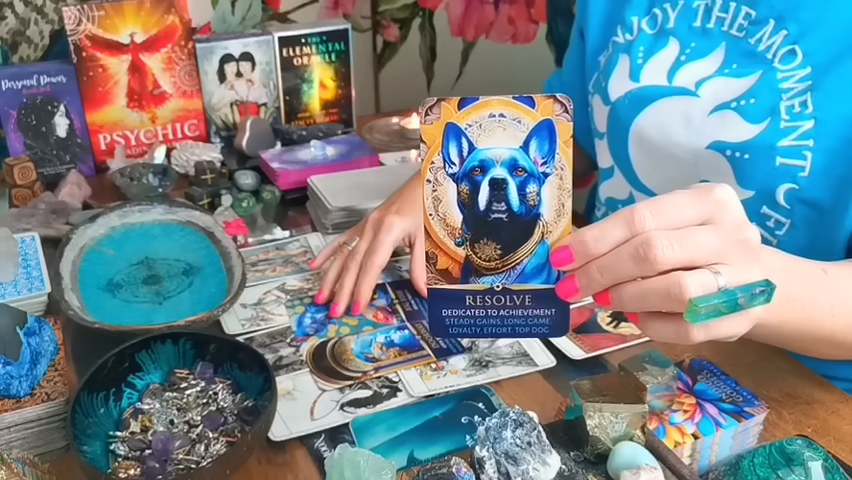 Personal Power
PSYCHIC
THE
ELEMENTAL
ORACLE
ENJOY THE MOMENT
RESOLVE
DEDICATED TO ACHIEVEMENT
STEADY GAINS, LONG GAME,
LOYALTY, EFFORT, TOP DOG